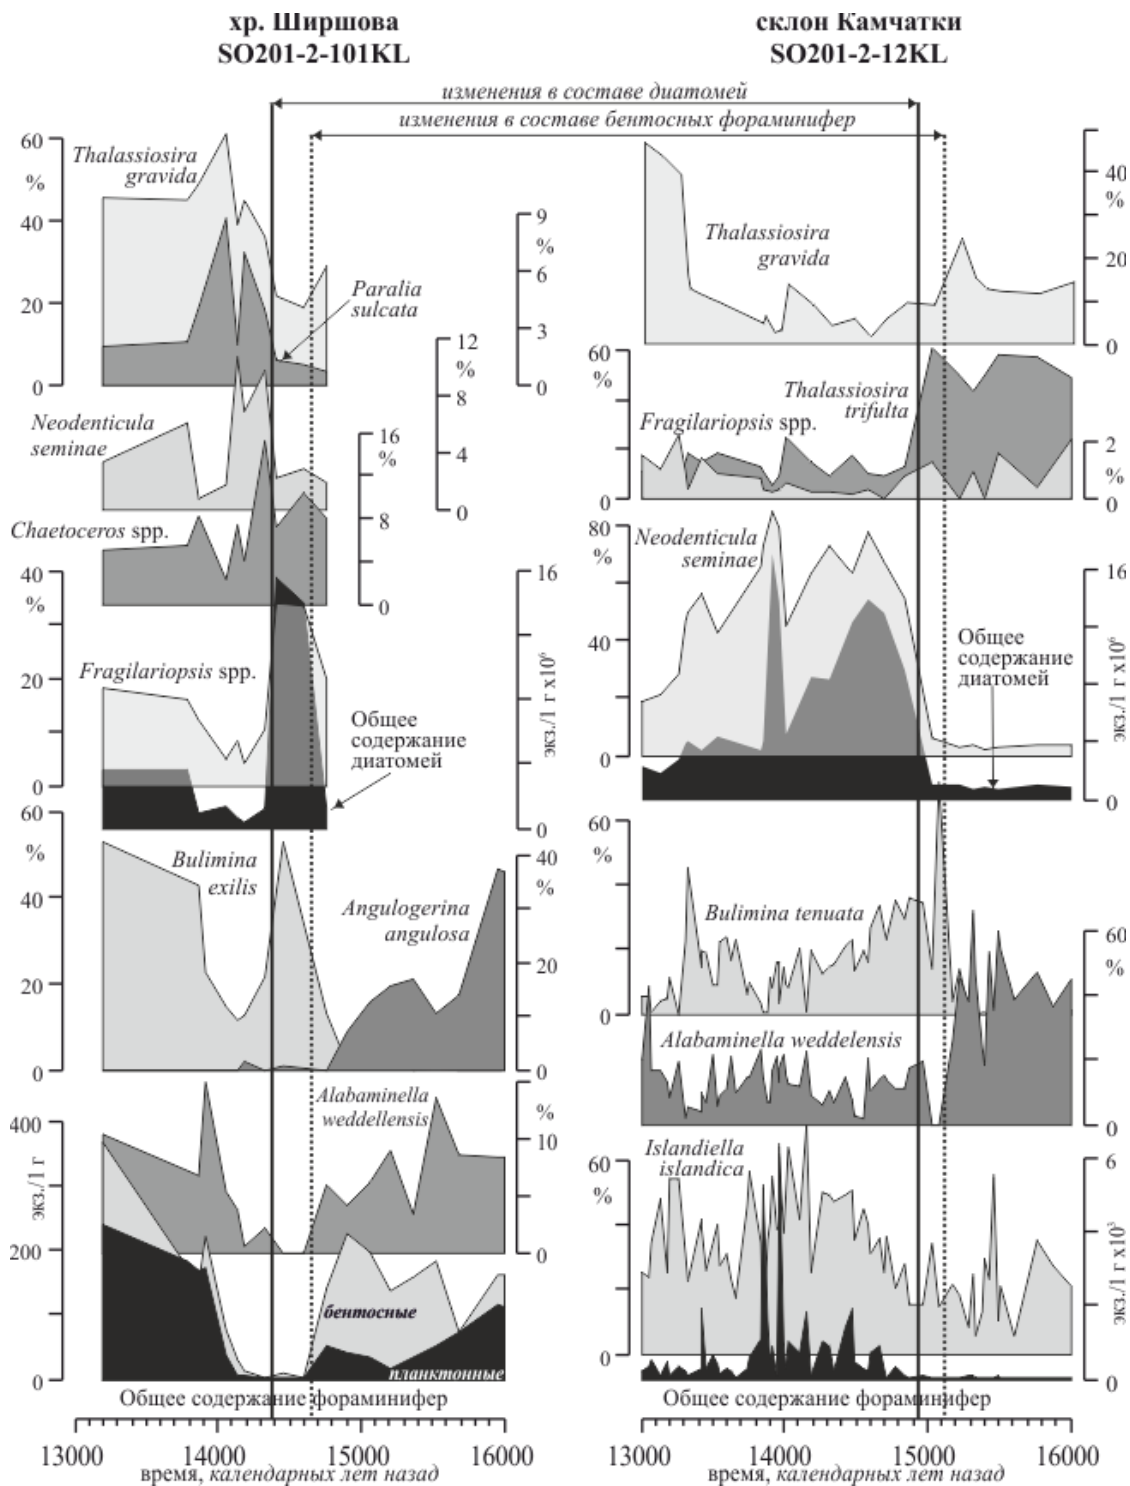 хр. Ширшова
SO201-2-101KL
склон Камчатки
SO201-2-12KL
изменения в составе диатомей
изменения в составе бентосных фораминифер
60
%
40
20
0
Thalassiosira
gravida
9
%
6
3
0
Paralia
sulcata
12
%
8
4
0
Neodenticula
seminae
16
%
8
0
Chaetoceros spp.
40
%
20
0
Fragilariopsis spp.
16
экз./1 г x10⁶
0
Общее
содержание
диатомей
60
%
40
20
0
Bulimina
exilis
40
%
20
0
Angulogerina
angulosa
Alabaminella
weddellensis
%
10
0
400
экз./1 г
200
0
бентосные
планктонные
Общее содержание фораминифер
13000
14000
15000
16000
время, календарных лет назад
40
%
20
0
Thalassiosira
gravida
60
%
0
Thalassiosira
trifulta
Fragilariopsis spp.
2
%
0
80
%
40
0
Neodenticula
seminae
16
экз./1 г x10⁶
0
Общее
содержание
диатомей
60
%
0
Bulimina tenuata
60
%
0
Alabaminella weddelensis
Islandiella
islandica
60
%
0
6
экз./1 г x10³
0
Общее содержание фораминифер
13000
14000
15000
16000
время, календарных лет назад